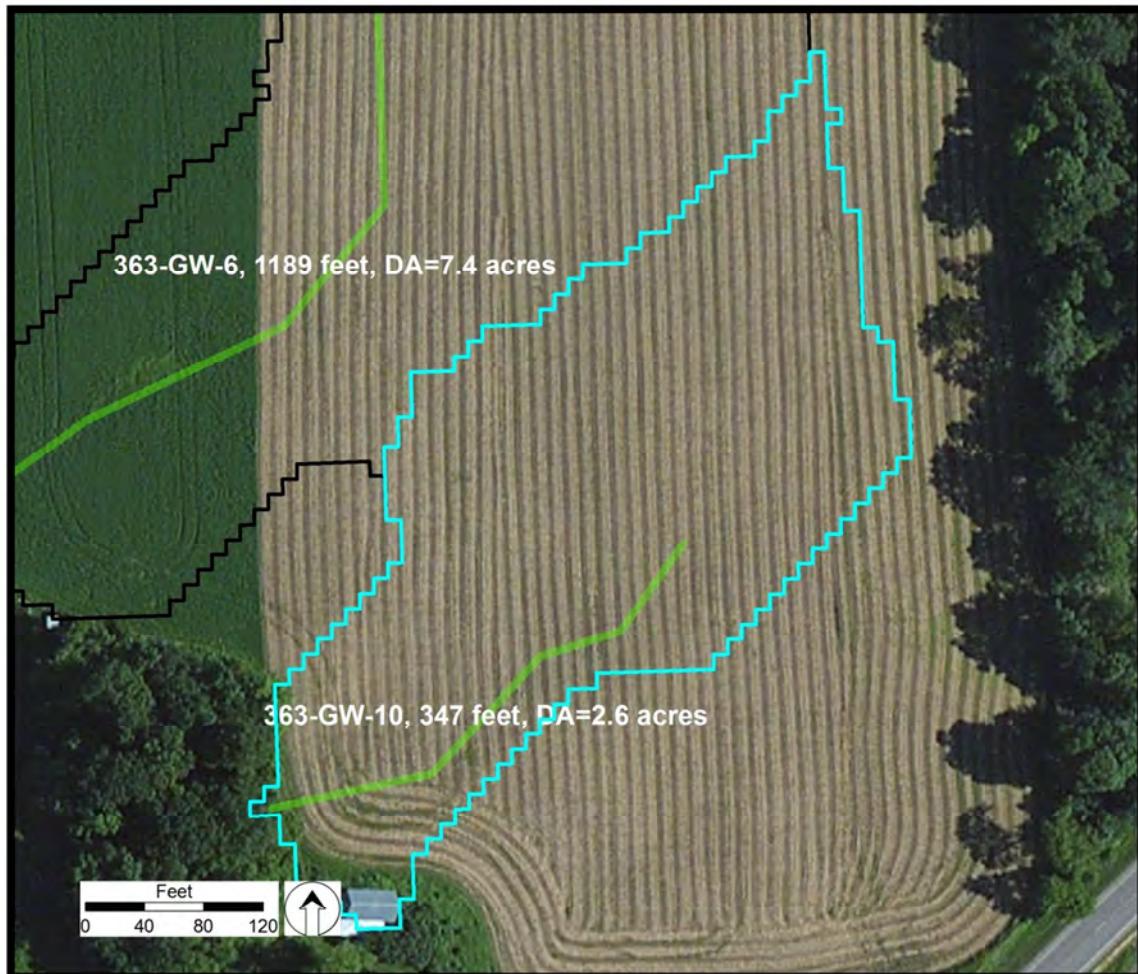 363-GW-6, 1189 feet, DA=7.4 acres
363-GW-10, 347 feet, DA=2.6 acres
Feet
0 40 80 120